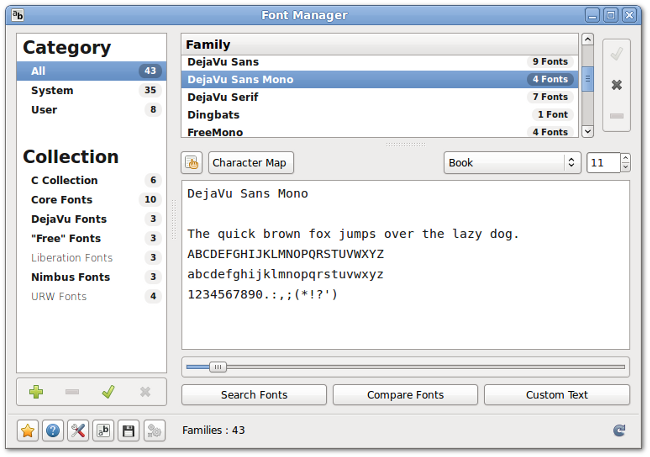 Font Manager
Category
All 43
System 35
User 8
Collection
C Collection 6
Core Fonts 10
DejaVu Fonts 3
"Free" Fonts 3
Liberation Fonts 3
Nimbus Fonts 3
URW Fonts 4
Family
DejaVu Sans 9 Fonts
DejaVu Sans Mono 4 Fonts
DejaVu Serif 7 Fonts
Dingbats 1 Font
FreeMono 4 Fonts
Character Map Book 11
DejaVu Sans Mono
The quick brown fox jumps over the lazy dog.
ABCDEFGHIJKLMNOPQRSTUVWXYZ
abcdefghijklmnopqrstuvwxyz
1234567890.:,;(*!?')
Search Fonts Compare Fonts Custom Text
Families : 43